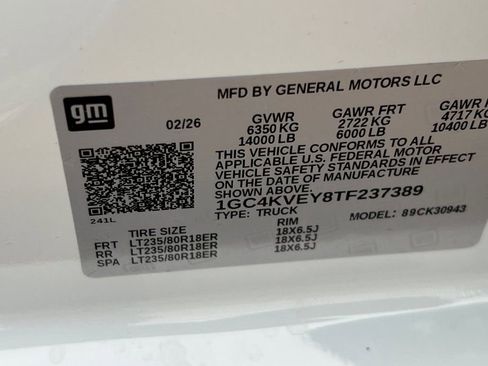 gm
MFD BY GENERAL MOTORS LLC
02/26 GVWR GAWR FRT GAWR
6350 KG 2722 KG 4717 KG
14000 LB 6000 LB 10400 LB
THIS VEHICLE CONFORMS TO ALL
APPLICABLE U.S. FEDERAL MOTOR
VEHICLE SAFETY STANDARDS IN EFFECT
ON THE DATE OF MANUFACTURE
SHOWN ABOVE.
1GC4KVEY8TF237389
TYPE: TRUCK MODEL: 89CK30943
241L
TIRE SIZE RIM
FRT LT235/80R18ER 18X6.5J
RR LT235/80R18ER 18X6.5J
SPA LT235/80R18ER 18X6.5J